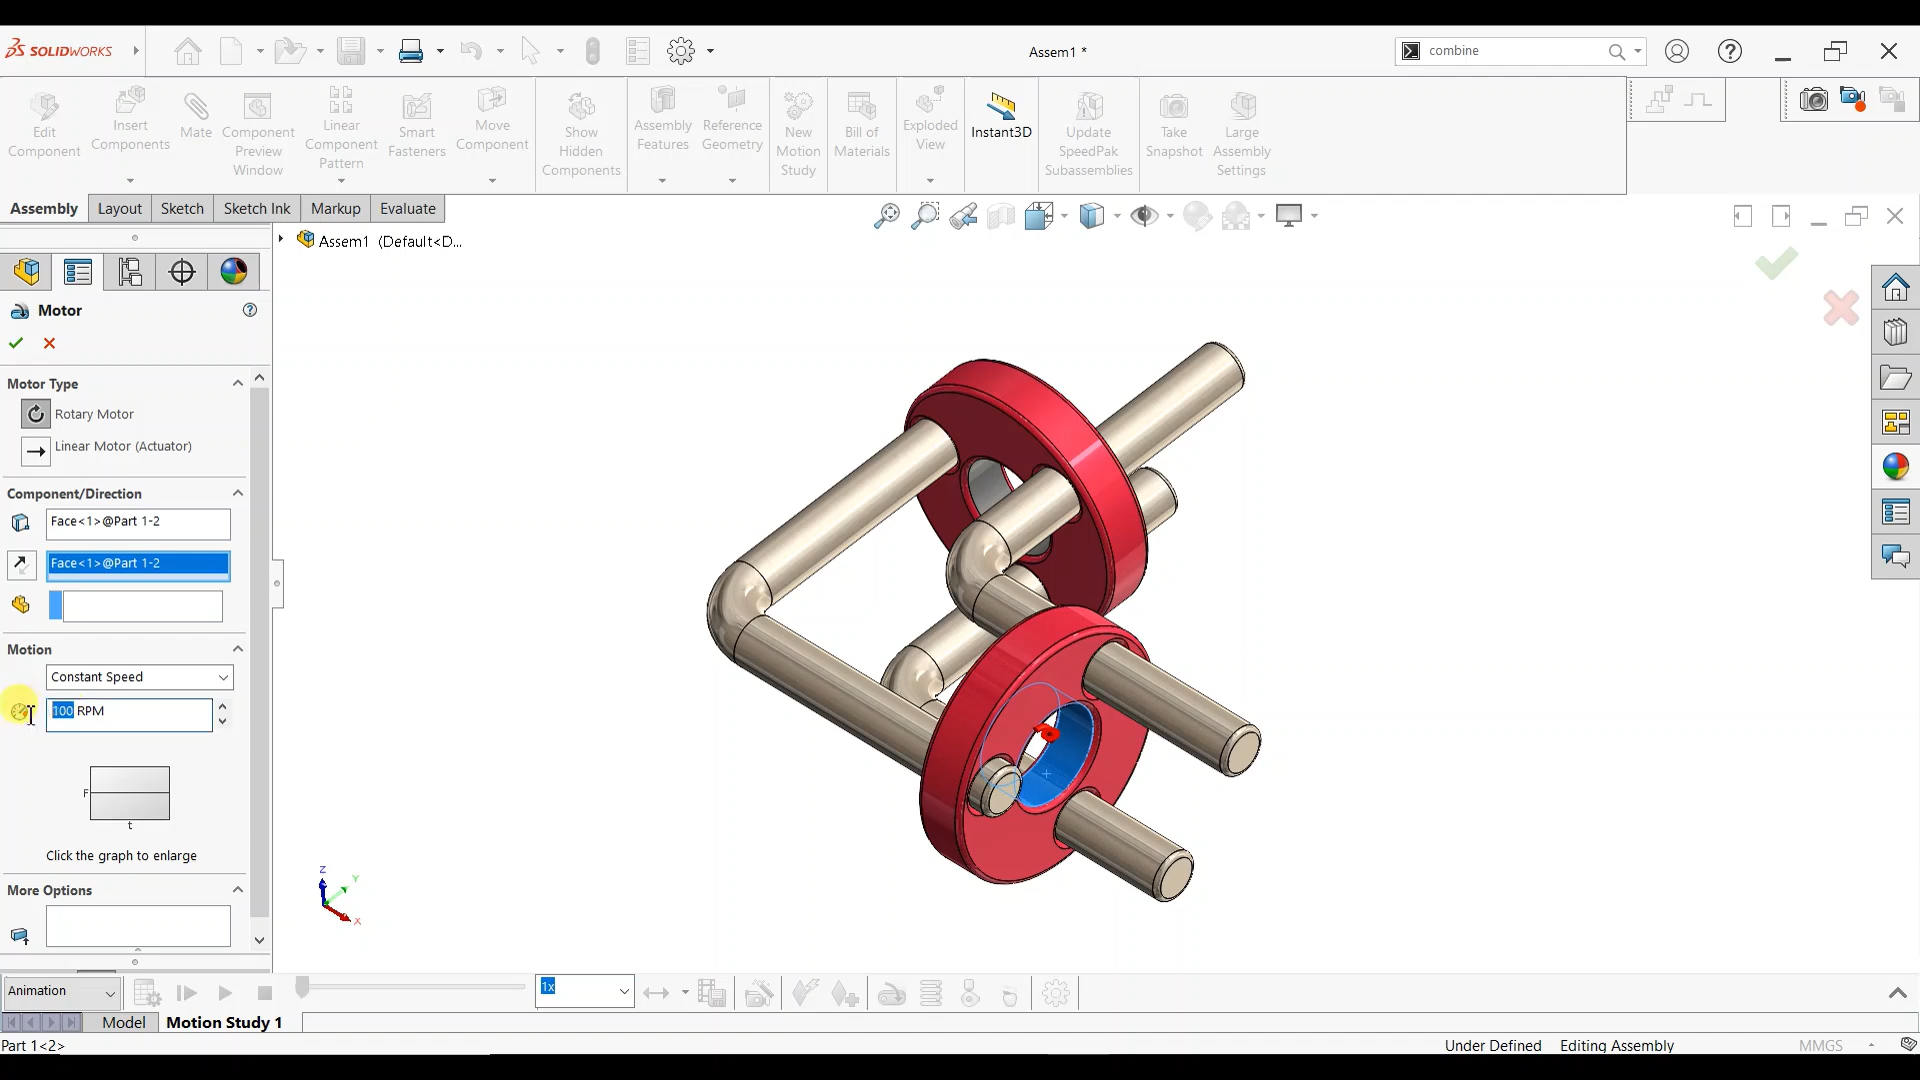 SOLIDWORKS
Assem1 *
combine
Edit Component
Insert Components
Mate
Component Preview Window
Linear Component Pattern
Smart Fasteners
Move Component
Show Hidden Components
Assembly Features
Reference Geometry
New Motion Study
Bill of Materials
Exploded View
Instant3D
Update SpeedPak Subassemblies
Take Snapshot
Large Assembly Settings
Assembly
Layout
Sketch
Sketch Ink
Markup
Evaluate
Assem1 (Default<D...
Motor
Motor Type
Rotary Motor
Linear Motor (Actuator)
Component/Direction
Face<1>@Part 1-2
Face<1>@Part 1-2
Motion
Constant Speed
100 RPM
F
t
Click the graph to enlarge
More Options
Z
Y
X
Animation
1x
Model
Motion Study 1
Part 1<2>
Under Defined
Editing Assembly
MMGS